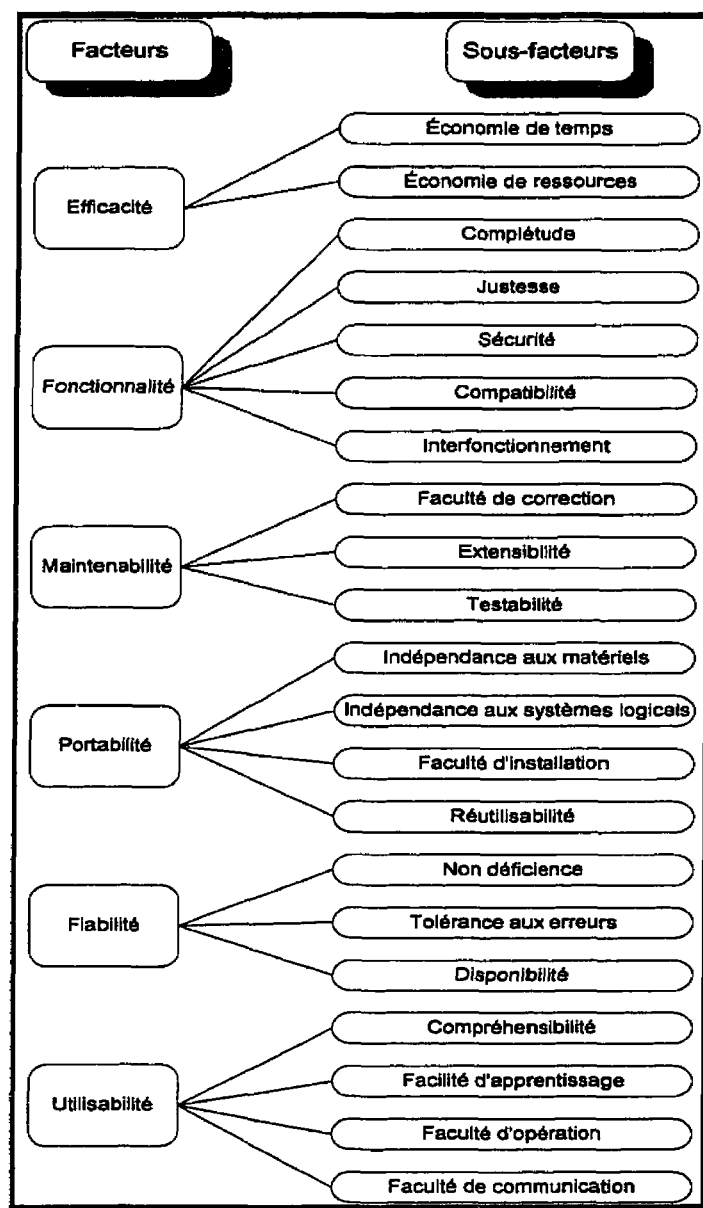 Facteurs
Sous-facteurs
Efficacité
Économie de temps
Économie de ressources
Fonctionnalité
Complétude
Justesse
Sécurité
Compatibilité
Interfonctionnement
Maintenabilité
Faculté de correction
Extensibilité
Testabilité
Portabilité
Indépendance aux matériels
Indépendance aux systèmes logicels
Faculté d'installation
Réutilisabilité
Fiabilité
Non déficience
Tolérance aux erreurs
Disponibilité
Utilisabilité
Compréhensibilité
Facilité d'apprentissage
Faculté d'opération
Faculté de communication